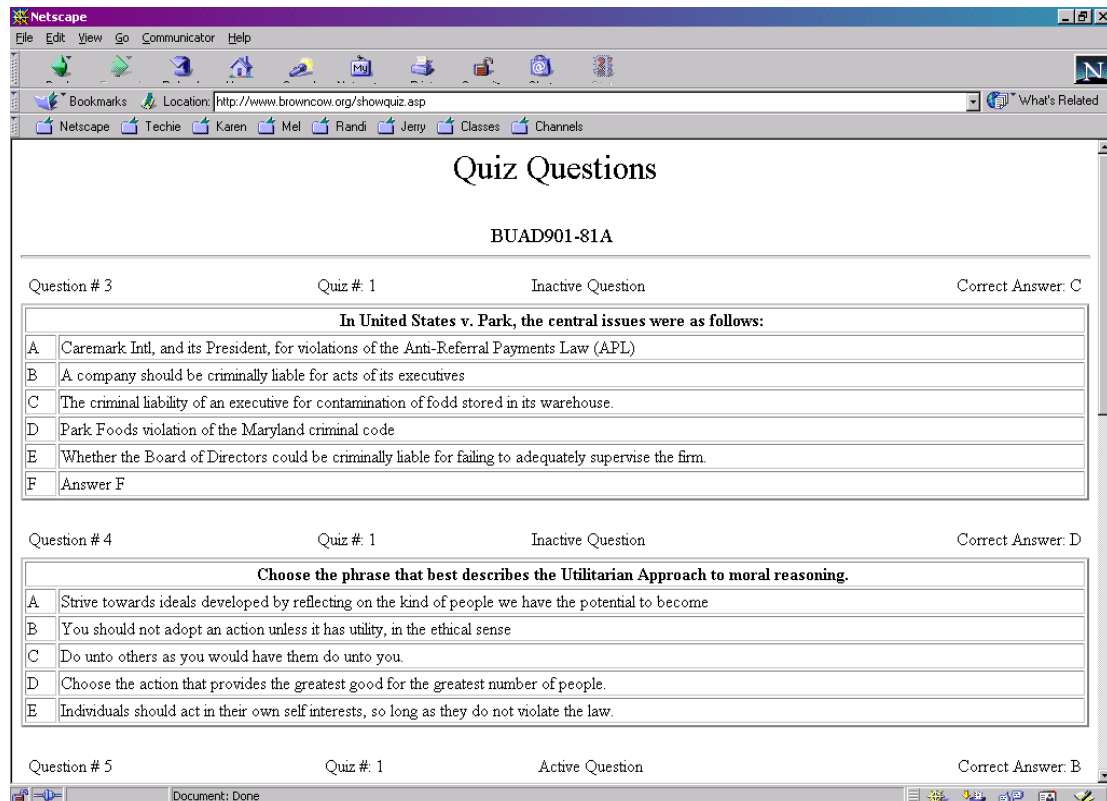 Netscape
File Edit View Go Communicator Help
My
N
Bookmarks Location: http://www.browncow.org/showquiz.asp What's Related
Netscape Techie Karen Mel Randi Jerry Classes Channels
Quiz Questions
BUAD901-81A
Question # 3 Quiz #: 1 Inactive Question Correct Answer: C
In United States v. Park, the central issues were as follows:
A Caremark Intl, and its President, for violations of the Anti-Referral Payments Law (APL)
B A company should be criminally liable for acts of its executives
C The criminal liability of an executive for contamination of fodd stored in its warehouse.
D Park Foods violation of the Maryland criminal code
E Whether the Board of Directors could be criminally liable for failing to adequately supervise the firm.
F Answer F
Question # 4 Quiz #: 1 Inactive Question Correct Answer: D
Choose the phrase that best describes the Utilitarian Approach to moral reasoning.
A Strive towards ideals developed by reflecting on the kind of people we have the potential to become
B You should not adopt an action unless it has utility, in the ethical sense
C Do unto others as you would have them do unto you.
D Choose the action that provides the greatest good for the greatest number of people.
E Individuals should act in their own self interests, so long as they do not violate the law.
Question # 5 Quiz #: 1 Active Question Correct Answer: B
Document: Done